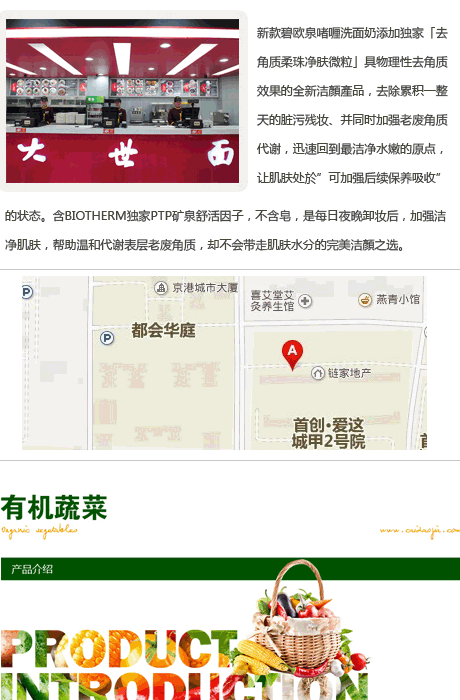 大世面
新款碧欧泉啫喱洗面奶添加独家「去
角质柔珠净肤微粒」具物理性去角质
效果的全新洁顏產品，去除累积一整
天的脏污残妆、并同时加强老废角质
代谢，迅速回到最洁净水嫩的原点，
让肌肤处於”可加强后续保养吸收”
的状态。含BIOTHERM独家PTP矿泉舒活因子，不含皂，是每日夜晚卸妆后，加强洁
净肌肤，帮助温和代谢表层老废角质，却不会带走肌肤水分的完美洁顏之选。
P
京港城市大厦
喜艾堂艾
灸养生馆
燕青小馆
都会华庭
P
A
链家地产
首创·爱这
城甲2号院
有机蔬菜
Organic vegetables
产品介绍
PRODUCT
INTRODUCTION